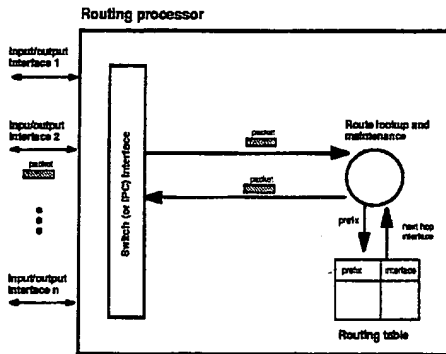 Routing processor
Input/output
Interface 1
Input/output
Interface 2
packet
Input/output
Interface n
Switch (or IPC) Interface
packet
packet
Route lookup and
maintenance
prefix
next hop
interface
prefix
interface
Routing table